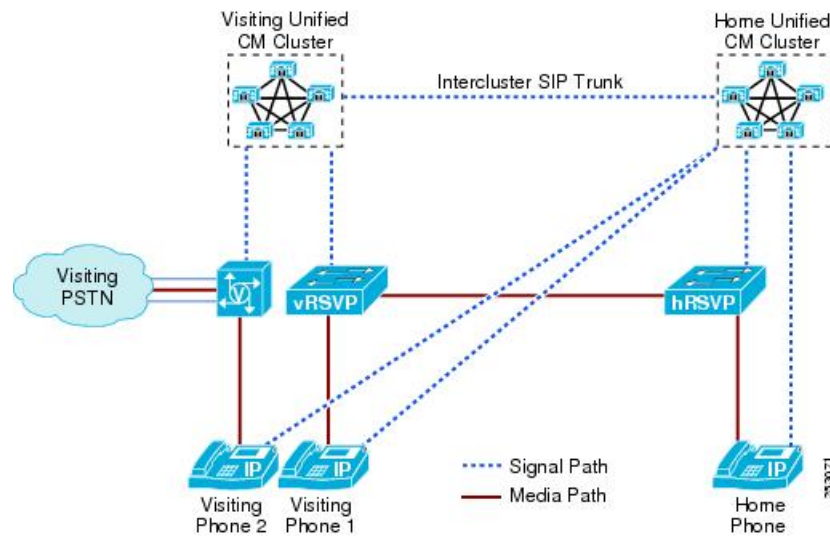 Visiting Unified
CM Cluster
Home Unified
CM Cluster
Intercluster SIP Trunk
Visiting
PSTN
V
vRSVP
hRSVP
IP
IP
IP
Signal Path
Media Path
Visiting
Phone 2
Visiting
Phone 1
Home
Phone